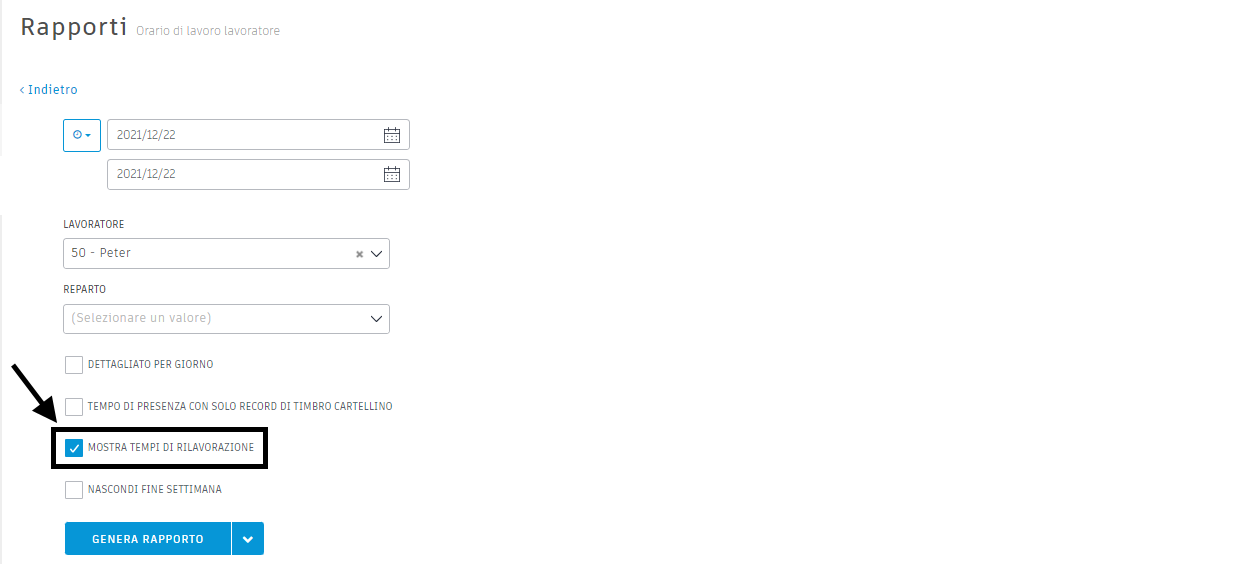 Rapporti Orario di lavoro lavoratore
‹ Indietro
2021/12/22
2021/12/22
LAVORATORE
50 - Peter
REPARTO
(Selezionare un valore)
DETTAGLIATO PER GIORNO
TEMPO DI PRESENZA CON SOLO RECORD DI TIMBRO CARTELLINO
MOSTRA TEMPI DI RILAVORAZIONE
NASCONDI FINE SETTIMANA
GENERA RAPPORTO